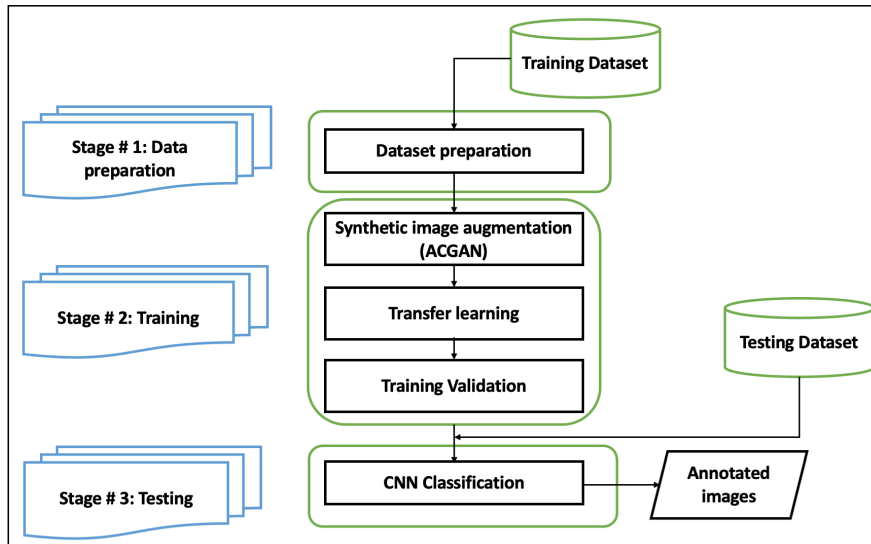 Training Dataset
Stage # 1: Data
preparation
Dataset preparation
Synthetic image augmentation
(ACGAN)
Stage # 2: Training
Transfer learning
Testing Dataset
Training Validation
Stage # 3: Testing
CNN Classification
Annotated
images